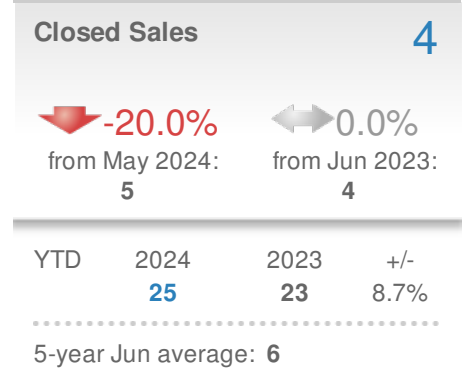 Closed Sales 4
-20.0% 0.0%
from May 2024: from Jun 2023:
5 4
YTD 2024 2023 +/-
25 23 8.7%
5-year Jun average: 6